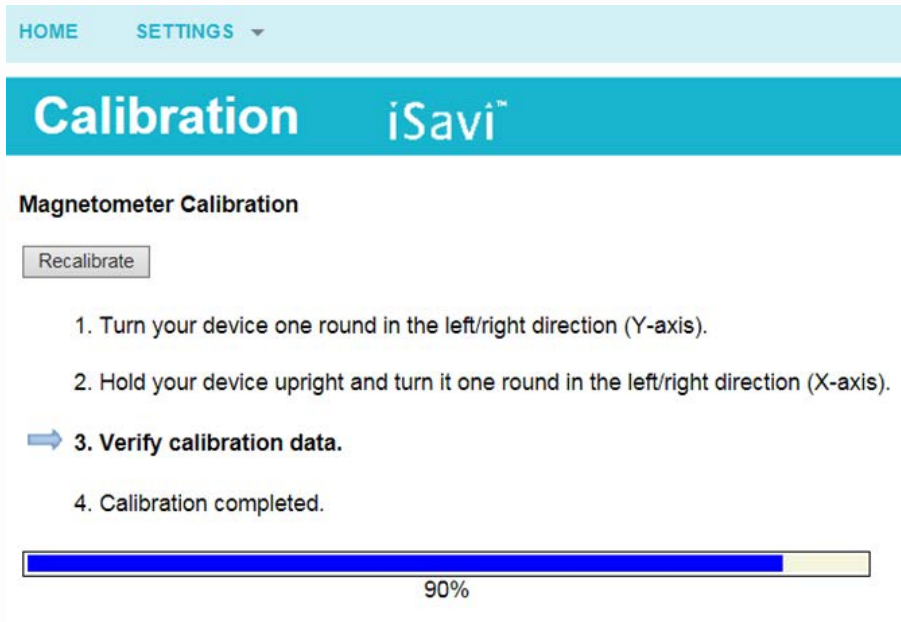 HOME SETTINGS
Calibration iSavi™
Magnetometer Calibration
Recalibrate
1. Turn your device one round in the left/right direction (Y-axis).
2. Hold your device upright and turn it one round in the left/right direction (X-axis).
3. Verify calibration data.
4. Calibration completed.
90%